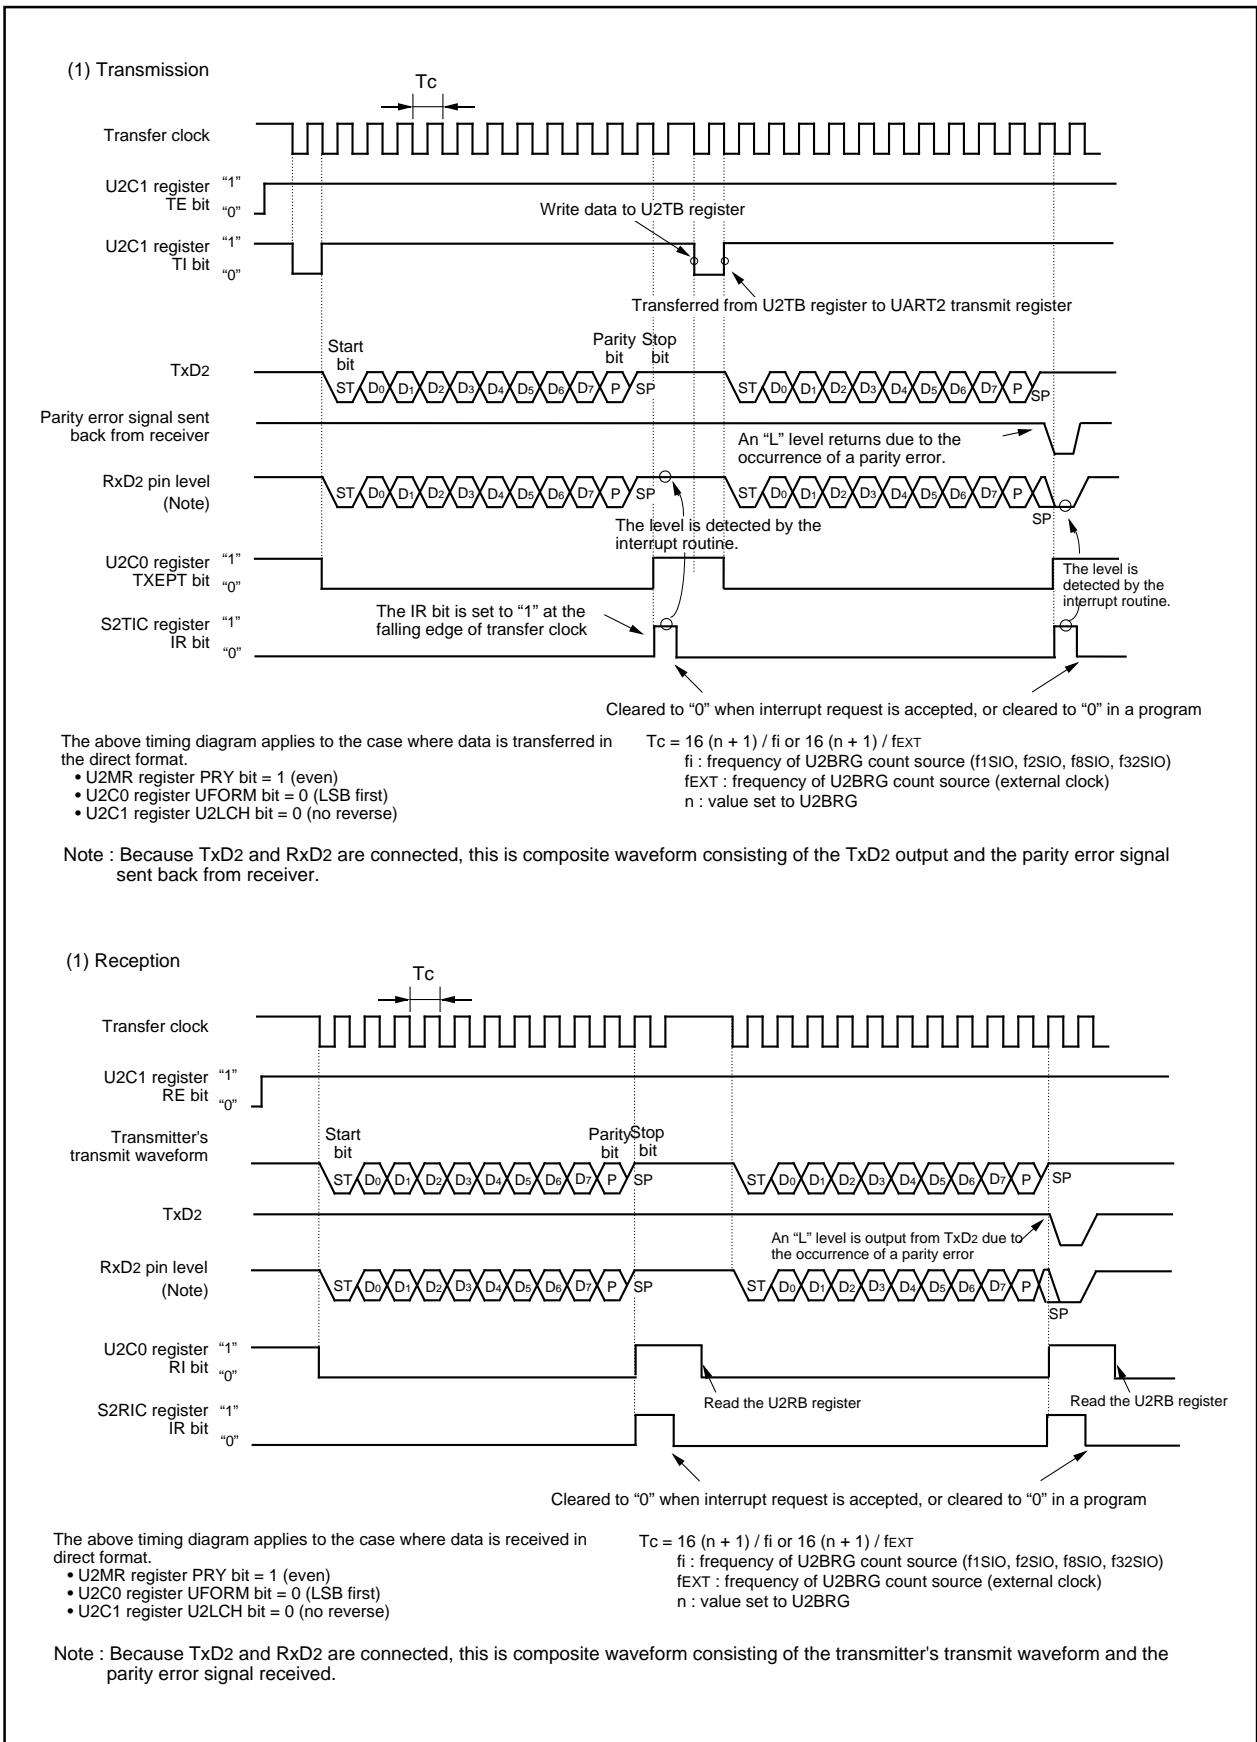 (1) Transmission
Tc
Transfer clock
U2C1 register “1”
TE bit “0”
Write data to U2TB register
U2C1 register “1”
TI bit “0”
Transferred from U2TB register to UART2 transmit register
Start
bit
Parity Stop
bit bit
TxD2
ST D0 D1 D2 D3 D4 D5 D6 D7 P SP ST D0 D1 D2 D3 D4 D5 D6 D7 P SP
Parity error signal sent
back from receiver
An “L” level returns due to the
occurrence of a parity error.
RxD2 pin level
(Note)
ST D0 D1 D2 D3 D4 D5 D6 D7 P SP ST D0 D1 D2 D3 D4 D5 D6 D7 P
SP
The level is detected by the
interrupt routine.
U2C0 register “1”
TXEPT bit “0”
The level is
detected by the
interrupt routine.
The IR bit is set to “1” at the
falling edge of transfer clock
S2TIC register “1”
IR bit “0”
Cleared to “0” when interrupt request is accepted, or cleared to “0” in a program
The above timing diagram applies to the case where data is transferred in
the direct format.
• U2MR register PRY bit = 1 (even)
• U2C0 register UFORM bit = 0 (LSB first)
• U2C1 register U2LCH bit = 0 (no reverse)
Tc = 16 (n + 1) / fi or 16 (n + 1) / fEXT
fi : frequency of U2BRG count source (f1SIO, f2SIO, f8SIO, f32SIO)
fEXT : frequency of U2BRG count source (external clock)
n : value set to U2BRG
Note : Because TxD2 and RxD2 are connected, this is composite waveform consisting of the TxD2 output and the parity error signal
sent back from receiver.
(1) Reception
Tc
Transfer clock
U2C1 register “1”
RE bit “0”
Transmitter's
transmit waveform
Start
bit
Parity Stop
bit bit
ST D0 D1 D2 D3 D4 D5 D6 D7 P SP ST D0 D1 D2 D3 D4 D5 D6 D7 P SP
TxD2
An “L” level is output from TxD2 due to
the occurrence of a parity error
RxD2 pin level
(Note)
ST D0 D1 D2 D3 D4 D5 D6 D7 P SP ST D0 D1 D2 D3 D4 D5 D6 D7 P
SP
U2C0 register “1”
RI bit “0”
Read the U2RB register
Read the U2RB register
S2RIC register “1”
IR bit “0”
Cleared to “0” when interrupt request is accepted, or cleared to “0” in a program
The above timing diagram applies to the case where data is received in
direct format.
• U2MR register PRY bit = 1 (even)
• U2C0 register UFORM bit = 0 (LSB first)
• U2C1 register U2LCH bit = 0 (no reverse)
Tc = 16 (n + 1) / fi or 16 (n + 1) / fEXT
fi : frequency of U2BRG count source (f1SIO, f2SIO, f8SIO, f32SIO)
fEXT : frequency of U2BRG count source (external clock)
n : value set to U2BRG
Note : Because TxD2 and RxD2 are connected, this is composite waveform consisting of the transmitter's transmit waveform and the
parity error signal received.